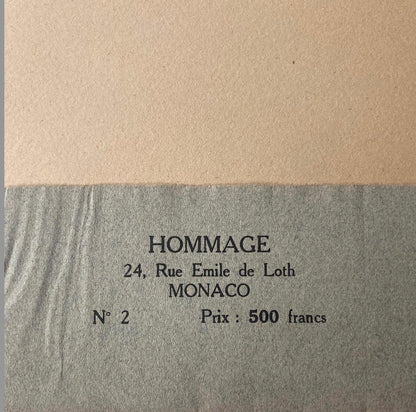 HOMMAGE
24, Rue Emile de Loth
MONACO
N° 2 Prix : 500 francs